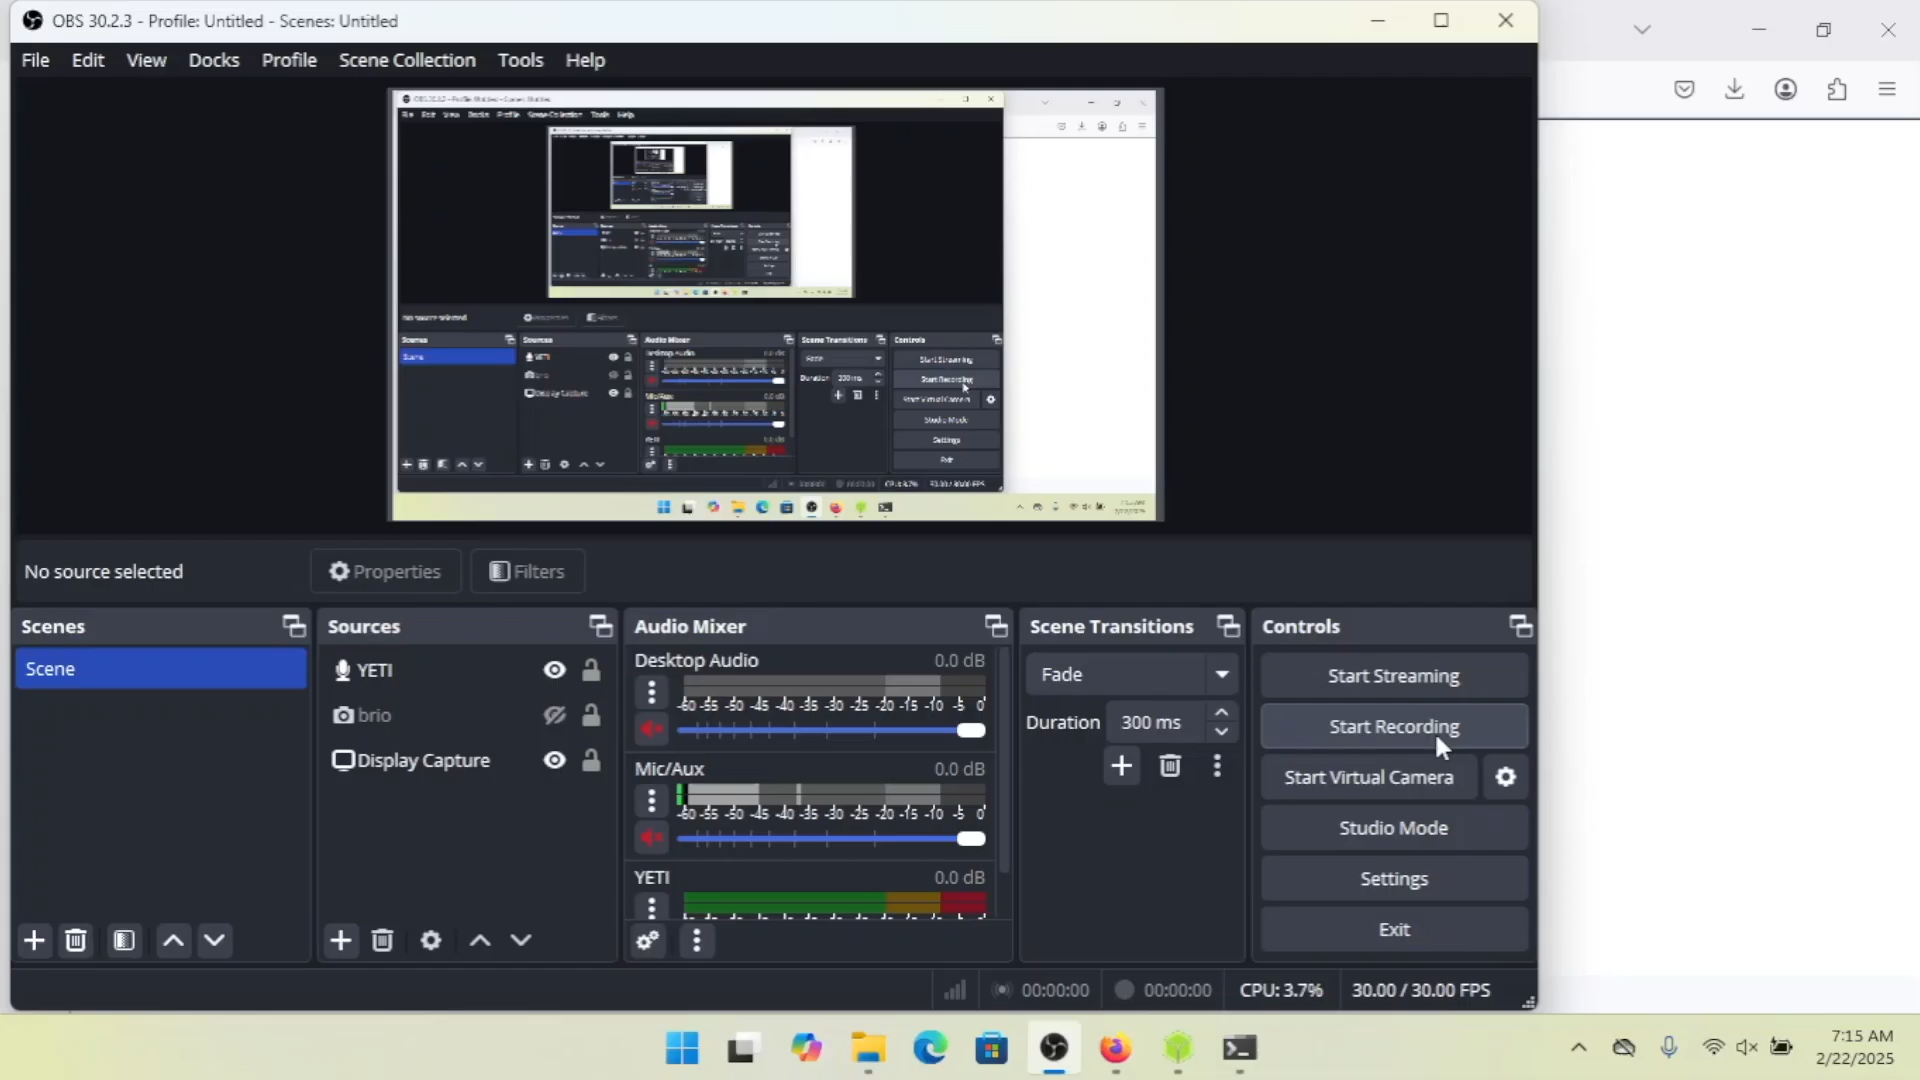 OBS 30.2.3 - Profile: Untitled - Scenes: Untitled
File Edit View Docks Profile Scene Collection Tools Help
No source selected
Properties
Filters
Scenes
Scene
Sources
YETI
brio
Display Capture
Audio Mixer
Desktop Audio 0.0 dB
-60 -55 -50 -45 -40 -35 -30 -25 -20 -15 -10 -5 0
Mic/Aux 0.0 dB
-60 -55 -50 -45 -40 -35 -30 -25 -20 -15 -10 -5 0
YETI 0.0 dB
Scene Transitions
Fade
Duration 300 ms
Controls
Start Streaming
Start Recording
Start Virtual Camera
Studio Mode
Settings
Exit
00:00:00 00:00:00 CPU: 3.7% 30.00 / 30.00 FPS
7:15 AM
2/22/2025